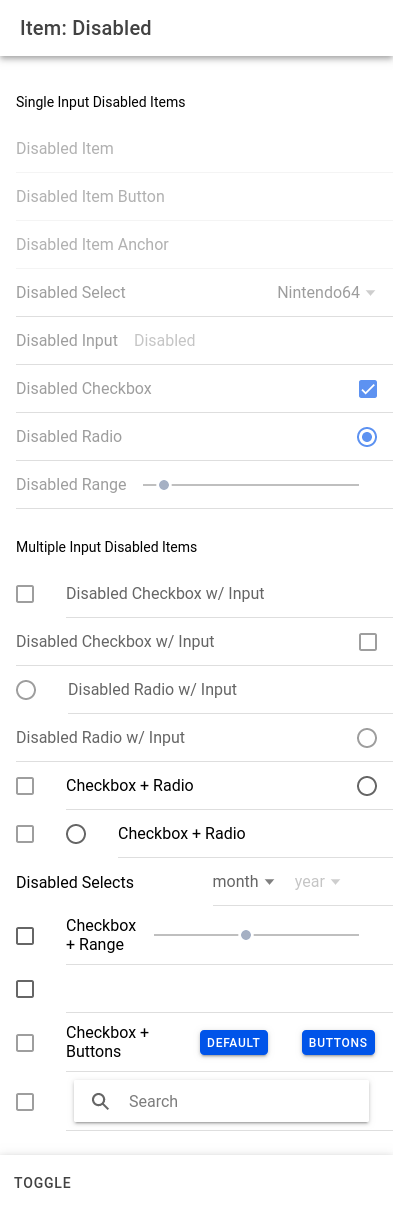 Item: Disabled
Single Input Disabled Items
Disabled Item
Disabled Item Button
Disabled Item Anchor
Disabled Select Nintendo64
Disabled Input Disabled
Disabled Checkbox
Disabled Radio
Disabled Range
Multiple Input Disabled Items
Disabled Checkbox w/ Input
Disabled Checkbox w/ Input
Disabled Radio w/ Input
Disabled Radio w/ Input
Checkbox + Radio
Checkbox + Radio
Disabled Selects month year
Checkbox
+ Range
Checkbox +
Buttons DEFAULT BUTTONS
Search
TOGGLE